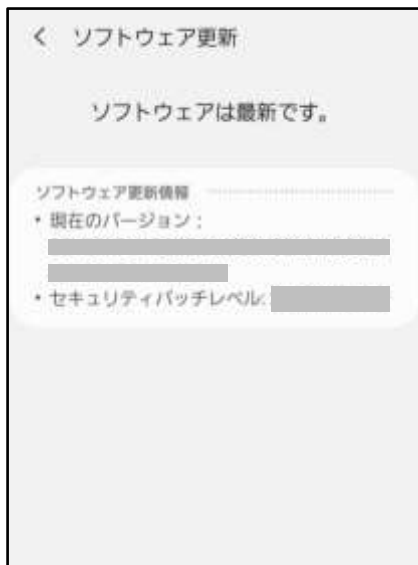 ソフトウェア更新
ソフトウェアは最新です。
ソフトウェア更新情報
・現在のバージョン：
・セキュリティパッチレベル: